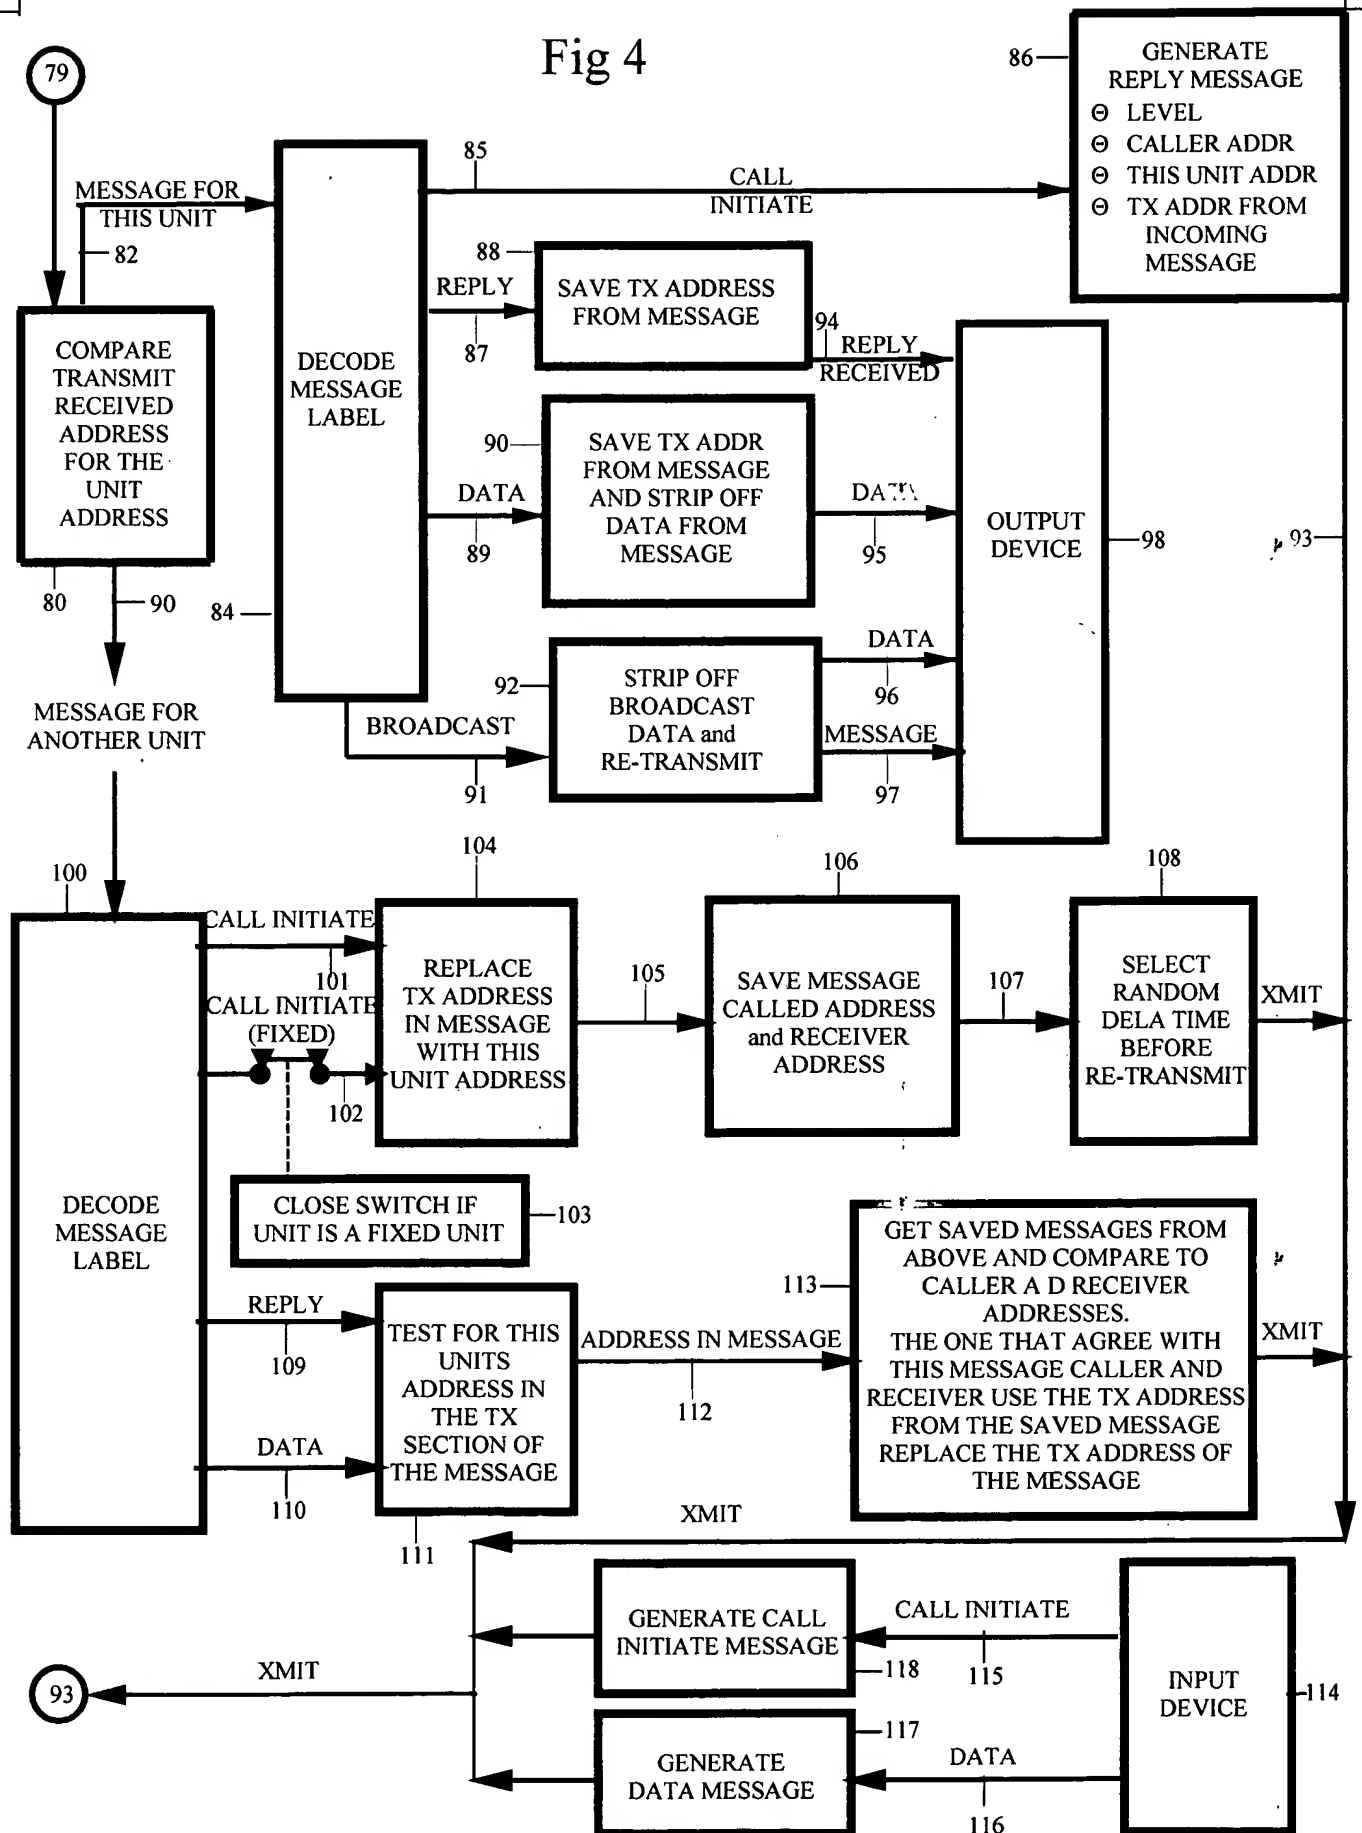 Fig 4
79
86
GENERATE
REPLY MESSAGE
Θ LEVEL
Θ CALLER ADDR
Θ THIS UNIT ADDR
Θ TX ADDR FROM
INCOMING
MESSAGE
MESSAGE FOR
THIS UNIT
82
85
CALL
INITIATE
COMPARE
TRANSMIT
RECEIVED
ADDRESS
FOR THE
UNIT
ADDRESS
80
90
DECODE
MESSAGE
LABEL
84
REPLY
87
88
SAVE TX ADDRESS
FROM MESSAGE
94
REPLY
RECEIVED
DATA
89
90
SAVE TX ADDR
FROM MESSAGE
AND STRIP OFF
DATA FROM
MESSAGE
DATA
95
OUTPUT
DEVICE
98
93
BROADCAST
91
92
STRIP OFF
BROADCAST
DATA and
RE-TRANSMIT
DATA
96
MESSAGE
97
MESSAGE FOR
ANOTHER UNIT
100
DECODE
MESSAGE
LABEL
CALL INITIATE
101
CALL INITIATE
(FIXED)
102
CLOSE SWITCH IF
UNIT IS A FIXED UNIT
103
104
REPLACE
TX ADDRESS
IN MESSAGE
WITH THIS
UNIT ADDRESS
105
106
SAVE MESSAGE
CALLED ADDRESS
and RECEIVER
ADDRESS
107
108
SELECT
RANDOM
DELA TIME
BEFORE
RE-TRANSMIT
XMIT
REPLY
109
DATA
110
TEST FOR THIS
UNITS
ADDRESS IN
THE TX
SECTION OF
THE MESSAGE
111
ADDRESS IN MESSAGE
112
113
GET SAVED MESSAGES FROM
ABOVE AND COMPARE TO
CALLER A D RECEIVER
ADDRESSES.
THE ONE THAT AGREE WITH
THIS MESSAGE CALLER AND
RECEIVER USE THE TX ADDRESS
FROM THE SAVED MESSAGE
REPLACE THE TX ADDRESS OF
THE MESSAGE
XMIT
XMIT
GENERATE CALL
INITIATE MESSAGE
118
CALL INITIATE
115
INPUT
DEVICE
114
XMIT
93
GENERATE
DATA MESSAGE
117
DATA
116